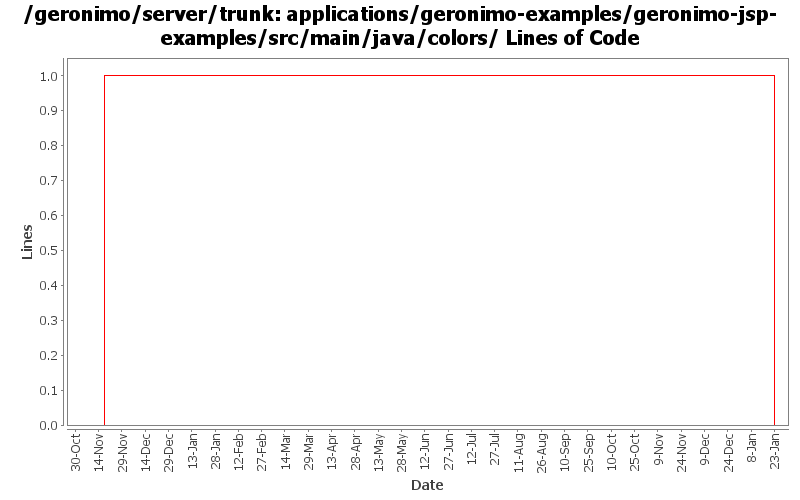 /geronimo/server/trunk: applications/geronimo-examples/geronimo-jsp-
examples/src/main/java/colors/ Lines of Code
Lines
1.0
0.9
0.8
0.7
0.6
0.5
0.4
0.3
0.2
0.1
0.0
30-Oct
14-Nov
29-Nov
14-Dec
29-Dec
13-Jan
28-Jan
12-Feb
27-Feb
14-Mar
29-Mar
13-Apr
28-Apr
13-May
28-May
12-Jun
27-Jun
12-Jul
27-Jul
11-Aug
26-Aug
10-Sep
25-Sep
10-Oct
25-Oct
9-Nov
24-Nov
9-Dec
24-Dec
8-Jan
23-Jan
Date